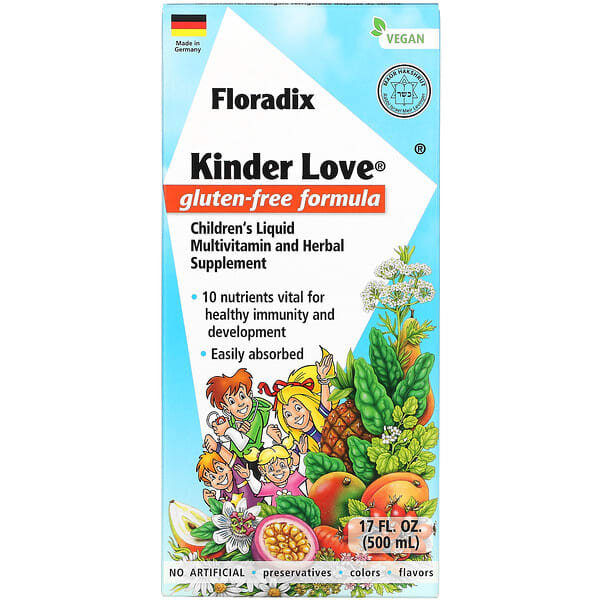 Made in
Germany
VEGAN
Floradix
Kinder Love®
®
gluten-free formula
Children's Liquid
Multivitamin and Herbal
Supplement
• 10 nutrients vital for
healthy immunity and
development
• Easily absorbed
17 FL. OZ.
(500 mL)
NO ARTIFICIAL • preservatives • colors • flavors